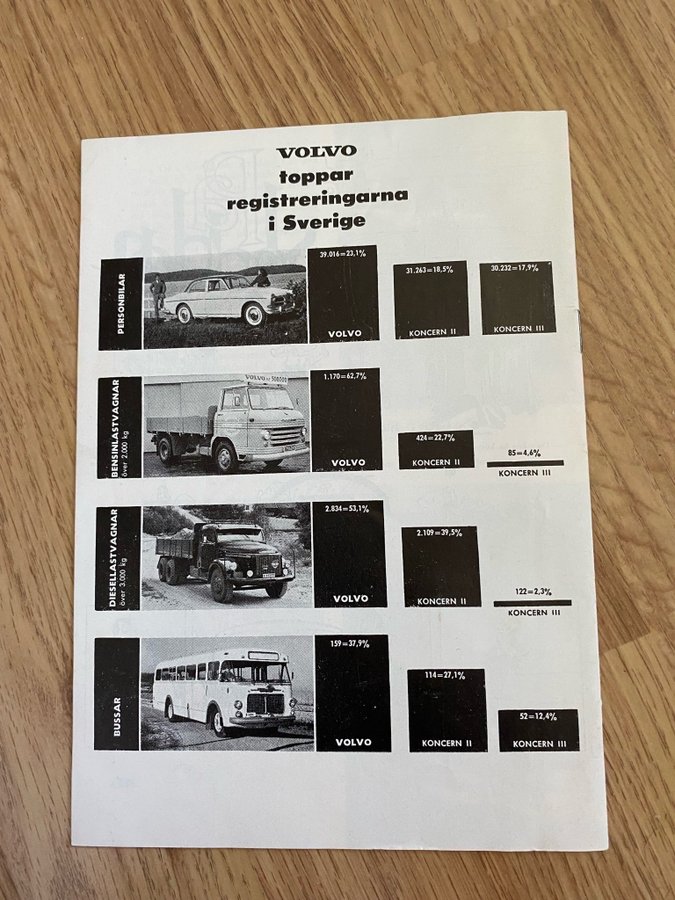 VOLVO
toppar
registreringarna
i Sverige
PERSONBILAR
39.016=23,1%
VOLVO
31.263=18,5%
KONCERN II
30.232=17,9%
KONCERN III
BENSINLASTVAGNAR
över 2.000 kg
1.170=62,7%
VOLVO
424=22,7%
KONCERN II
85=4,6%
KONCERN III
DIESELLASTVAGNAR
över 3.000 kg
2.834=53,1%
VOLVO
2.109=39,5%
KONCERN II
122=2,3%
KONCERN III
BUSSAR
159=37,9%
VOLVO
114=27,1%
KONCERN II
52=12,4%
KONCERN III